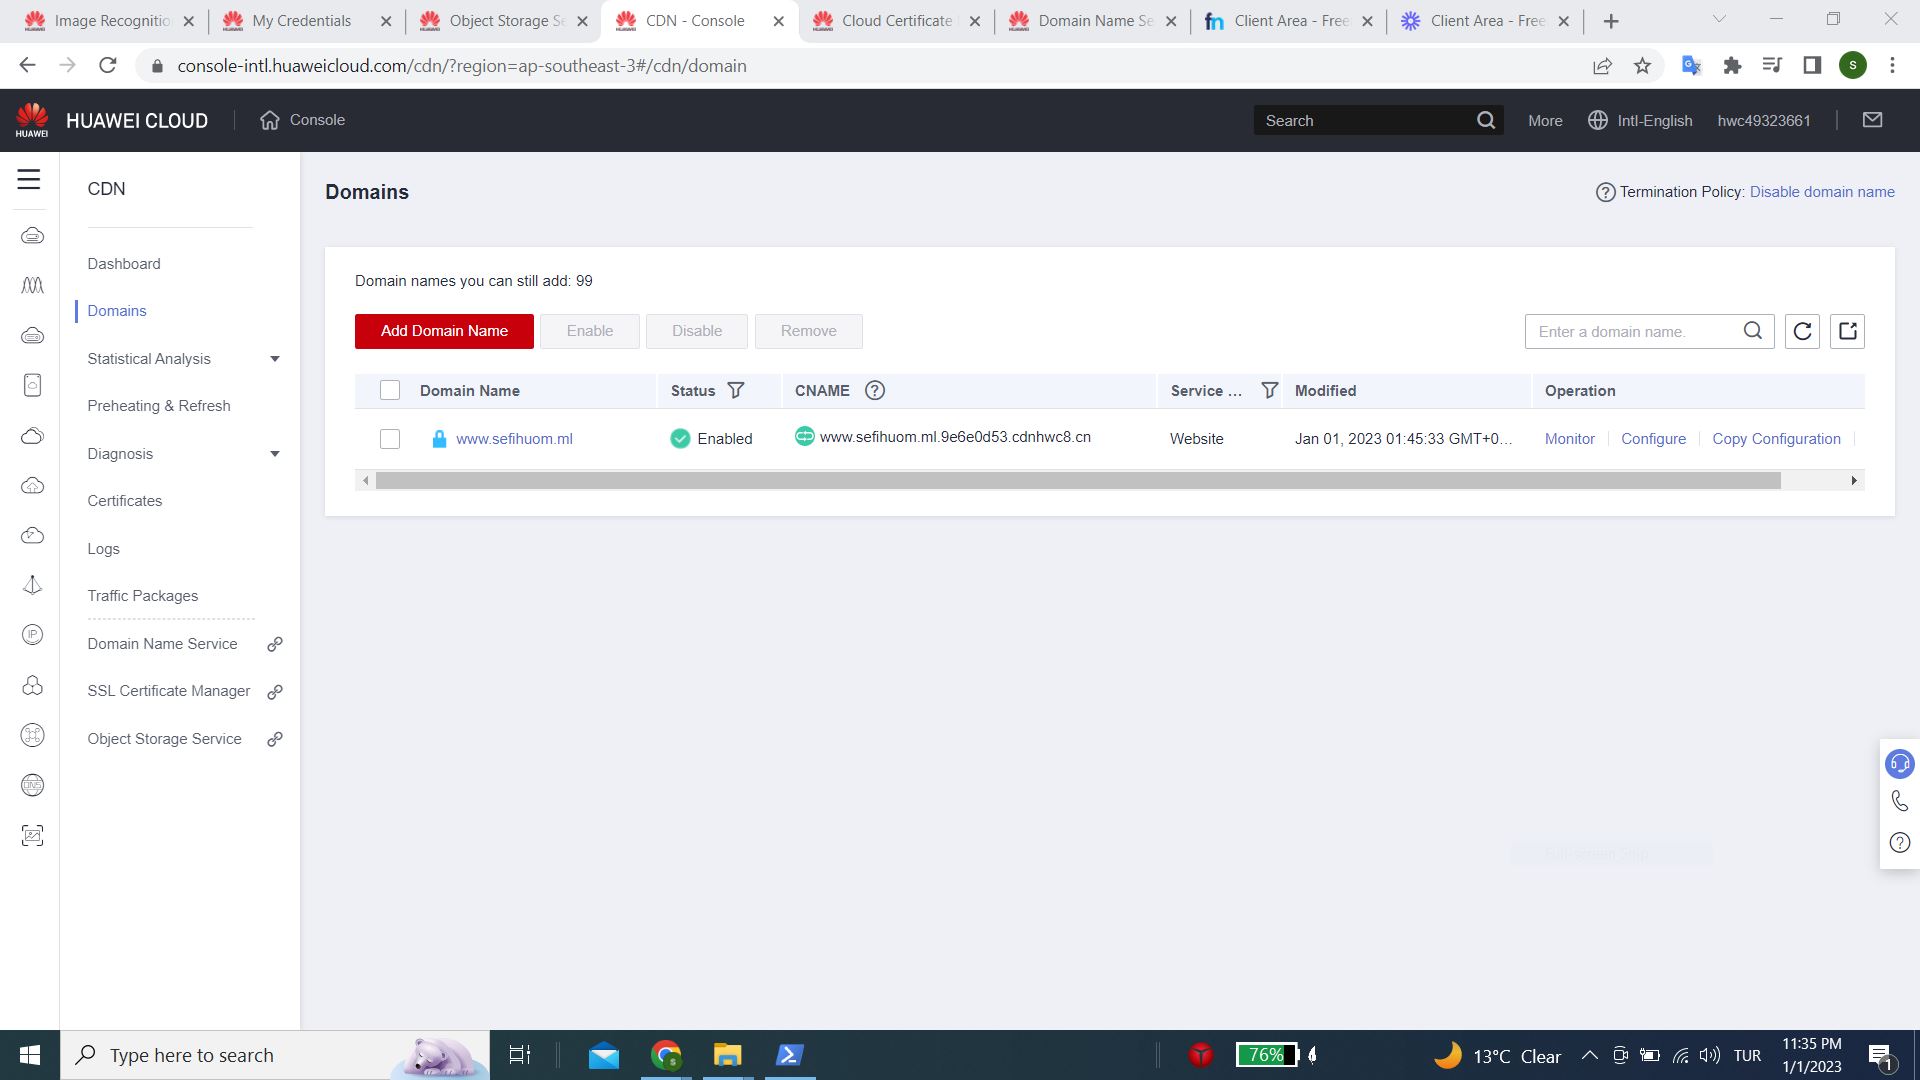 Image Recognitio
My Credentials
Object Storage Se
CDN - Console
Cloud Certificate
Domain Name Se
fn Client Area - Free
Client Area - Free
console-intl.huaweicloud.com/cdn/?region=ap-southeast-3#/cdn/domain
S
HUAWEI
HUAWEI CLOUD
Console
Search
More
Intl-English
hwc49323661
CDN
Dashboard
Domains
Statistical Analysis
Preheating & Refresh
Diagnosis
Certificates
Logs
Traffic Packages
Domain Name Service
SSL Certificate Manager
Object Storage Service
IP
DNS
Domains
Termination Policy: Disable domain name
Domain names you can still add: 99
Add Domain Name
Enable
Disable
Remove
Enter a domain name.
Domain Name
Status
CNAME
Service ...
Modified
Operation
www.sefihuom.ml
Enabled
www.sefihuom.ml.9e6e0d53.cdnhwc8.cn
Website
Jan 01, 2023 01:45:33 GMT+0...
Monitor
Configure
Copy Configuration
Type here to search
76%
13°C Clear
TUR
11:35 PM
1/1/2023
1